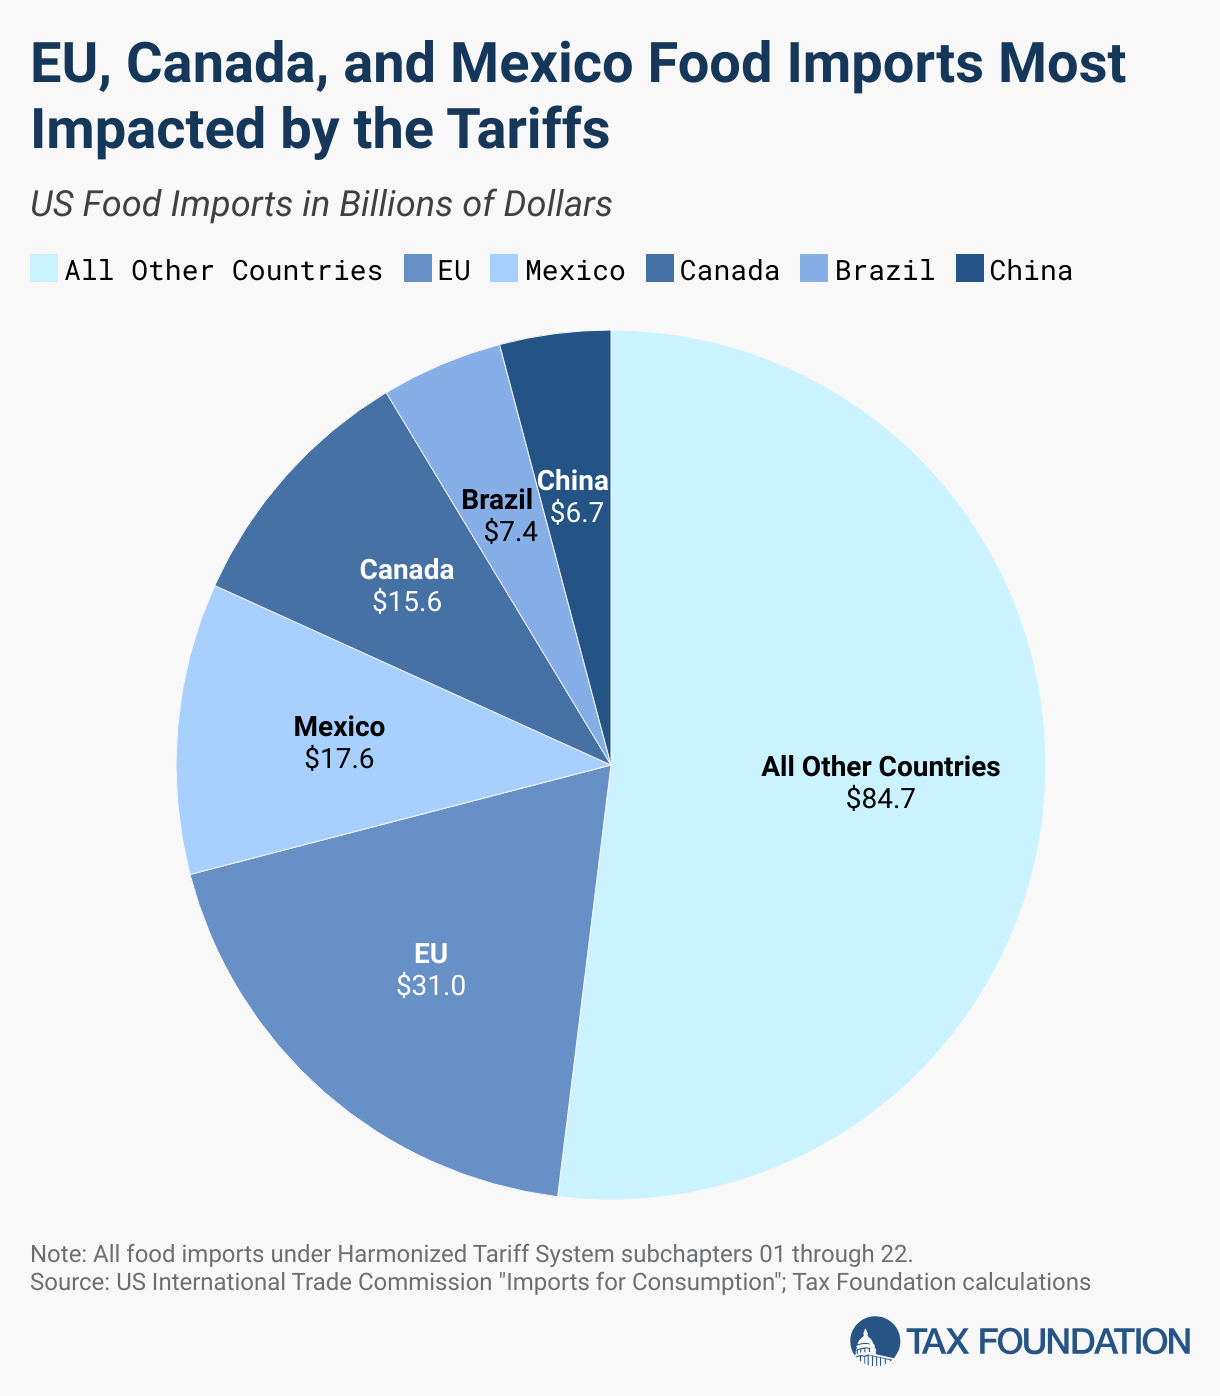 EU, Canada, and Mexico Food Imports Most
Impacted by the Tariffs
US Food Imports in Billions of Dollars
All Other Countries EU Mexico Canada Brazil China
China
$6.7
Brazil
$7.4
Canada
$15.6
Mexico
$17.6
All Other Countries
$84.7
EU
$31.0
Note: All food imports under Harmonized Tariff System subchapters 01 through 22.
Source: US International Trade Commission "Imports for Consumption"; Tax Foundation calculations
TAX FOUNDATION